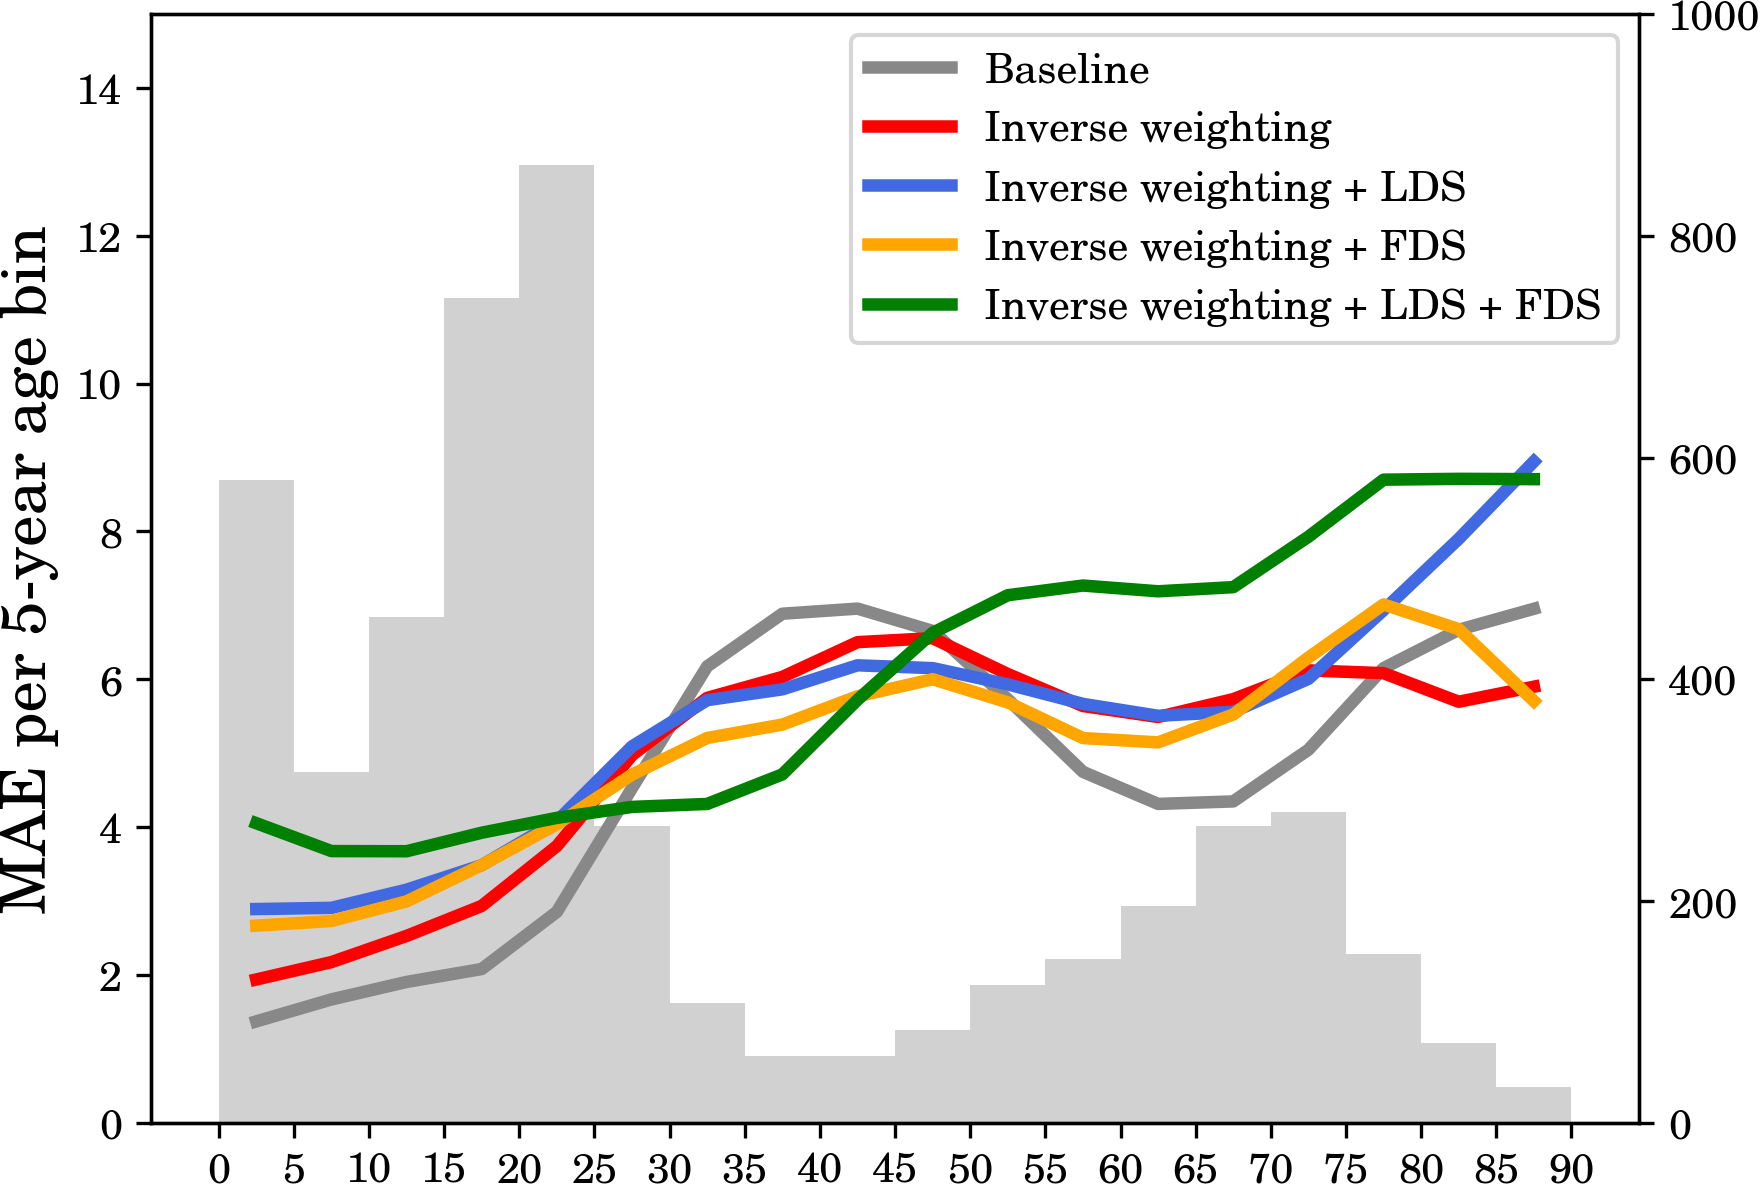 MAE per 5-year age bin
14
12
10
8
6
4
2
0
Baseline
Inverse weighting
Inverse weighting + LDS
Inverse weighting + FDS
Inverse weighting + LDS + FDS
1000
800
600
400
200
0
0 5 10 15 20 25 30 35 40 45 50 55 60 65 70 75 80 85 90